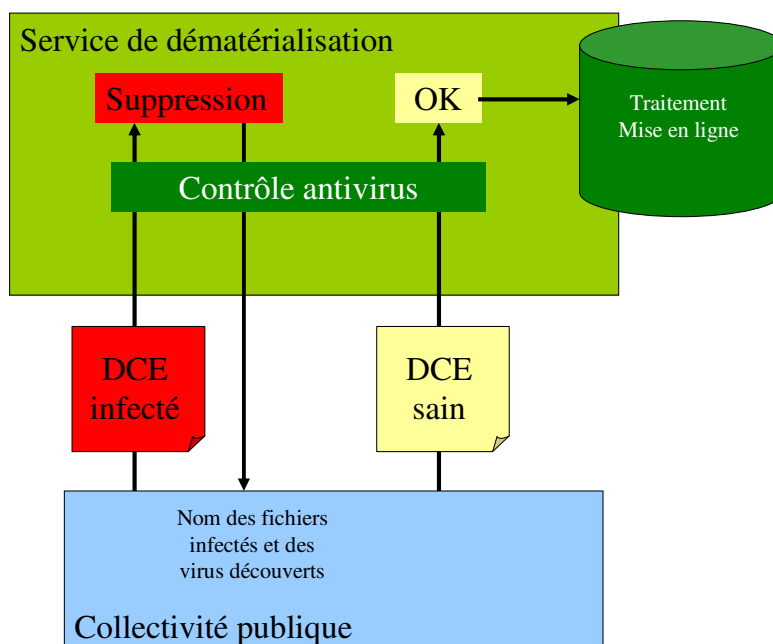 Service de dématérialisation
Suppression
OK
Traitement
Mise en ligne
Contrôle antivirus
DCE
infecté
DCE
sain
Nom des fichiers
infectés et des
virus découverts
Collectivité publique